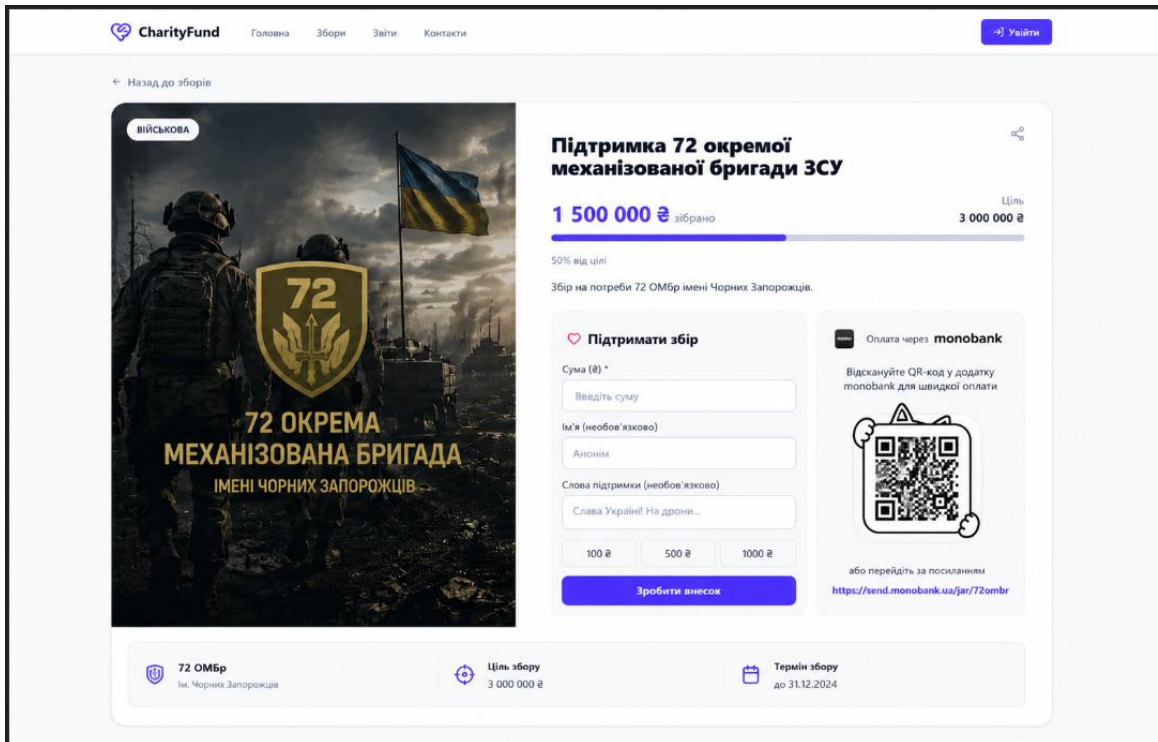 CharityFund
Головна
Збори
Звіти
Контакти
Увійти
← Назад до зборів
ВІЙСЬКОВА
72
72 ОКРЕМА
МЕХАНІЗОВАНА БРИГАДА
ІМЕНІ ЧОРНИХ ЗАПОРОЖЦІВ
Підтримка 72 окремої
механізованої бригади ЗСУ
1 500 000 ₴ зібрано
Ціль
3 000 000 ₴
50% від цілі
Збір на потреби 72 ОМБр імені Чорних Запорожців.
Підтримати збір
Сума (₴) *
Введіть суму
Ім'я (необов'язково)
Анонім
Слова підтримки (необов'язково)
Слава Україні! На дрони...
100 ₴
500 ₴
1000 ₴
Зробити внесок
mono
Оплата через monobank
Відскануйте QR-код у додатку
monobank для швидкої оплати
або перейдіть за посиланням
https://send.monobank.ua/jar/72ombr
72 ОМБр
Ім. Чорних Запорожців
Ціль збору
3 000 000 ₴
Термін збору
до 31.12.2024